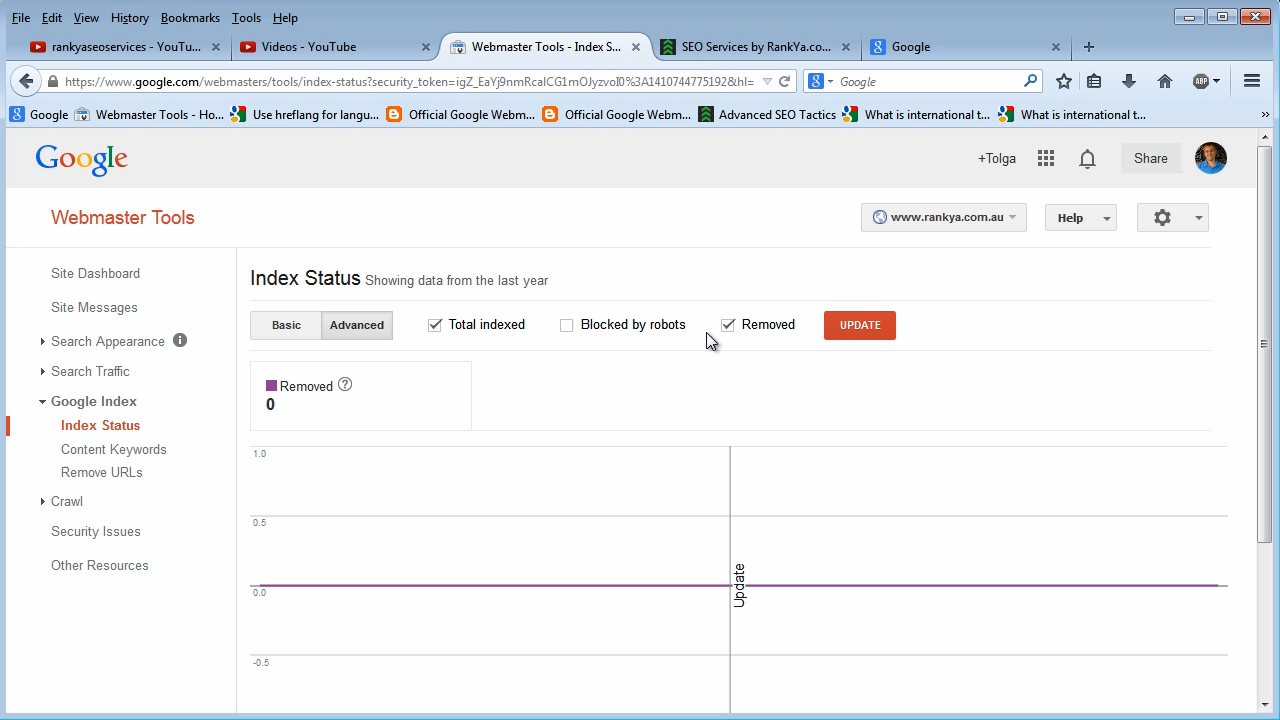 File Edit View History Bookmarks Tools Help
rankyaseoservices - YouTu... Videos - YouTube Webmaster Tools - Index S... SEO Services by RankYa.co... Google
https://www.google.com/webmasters/tools/index-status?security_token=igZ_EaYj9nmRcalCG1mOJyzvoI0%3A1410744775192&hl= Google ABP
Google Webmaster Tools - Ho... Use hreflang for langu... Official Google Webm... Official Google Webm... Advanced SEO Tactics What is international t... What is international t... »
Google +Tolga Share
Webmaster Tools www.rankya.com.au Help
Site Dashboard
Site Messages
Search Appearance
Search Traffic
Google Index
Index Status
Content Keywords
Remove URLs
Crawl
Security Issues
Other Resources
Index Status Showing data from the last year
Basic Advanced Total indexed Blocked by robots Removed UPDATE
Removed ?
0
1.0
0.5
0.0
-0.5
Update